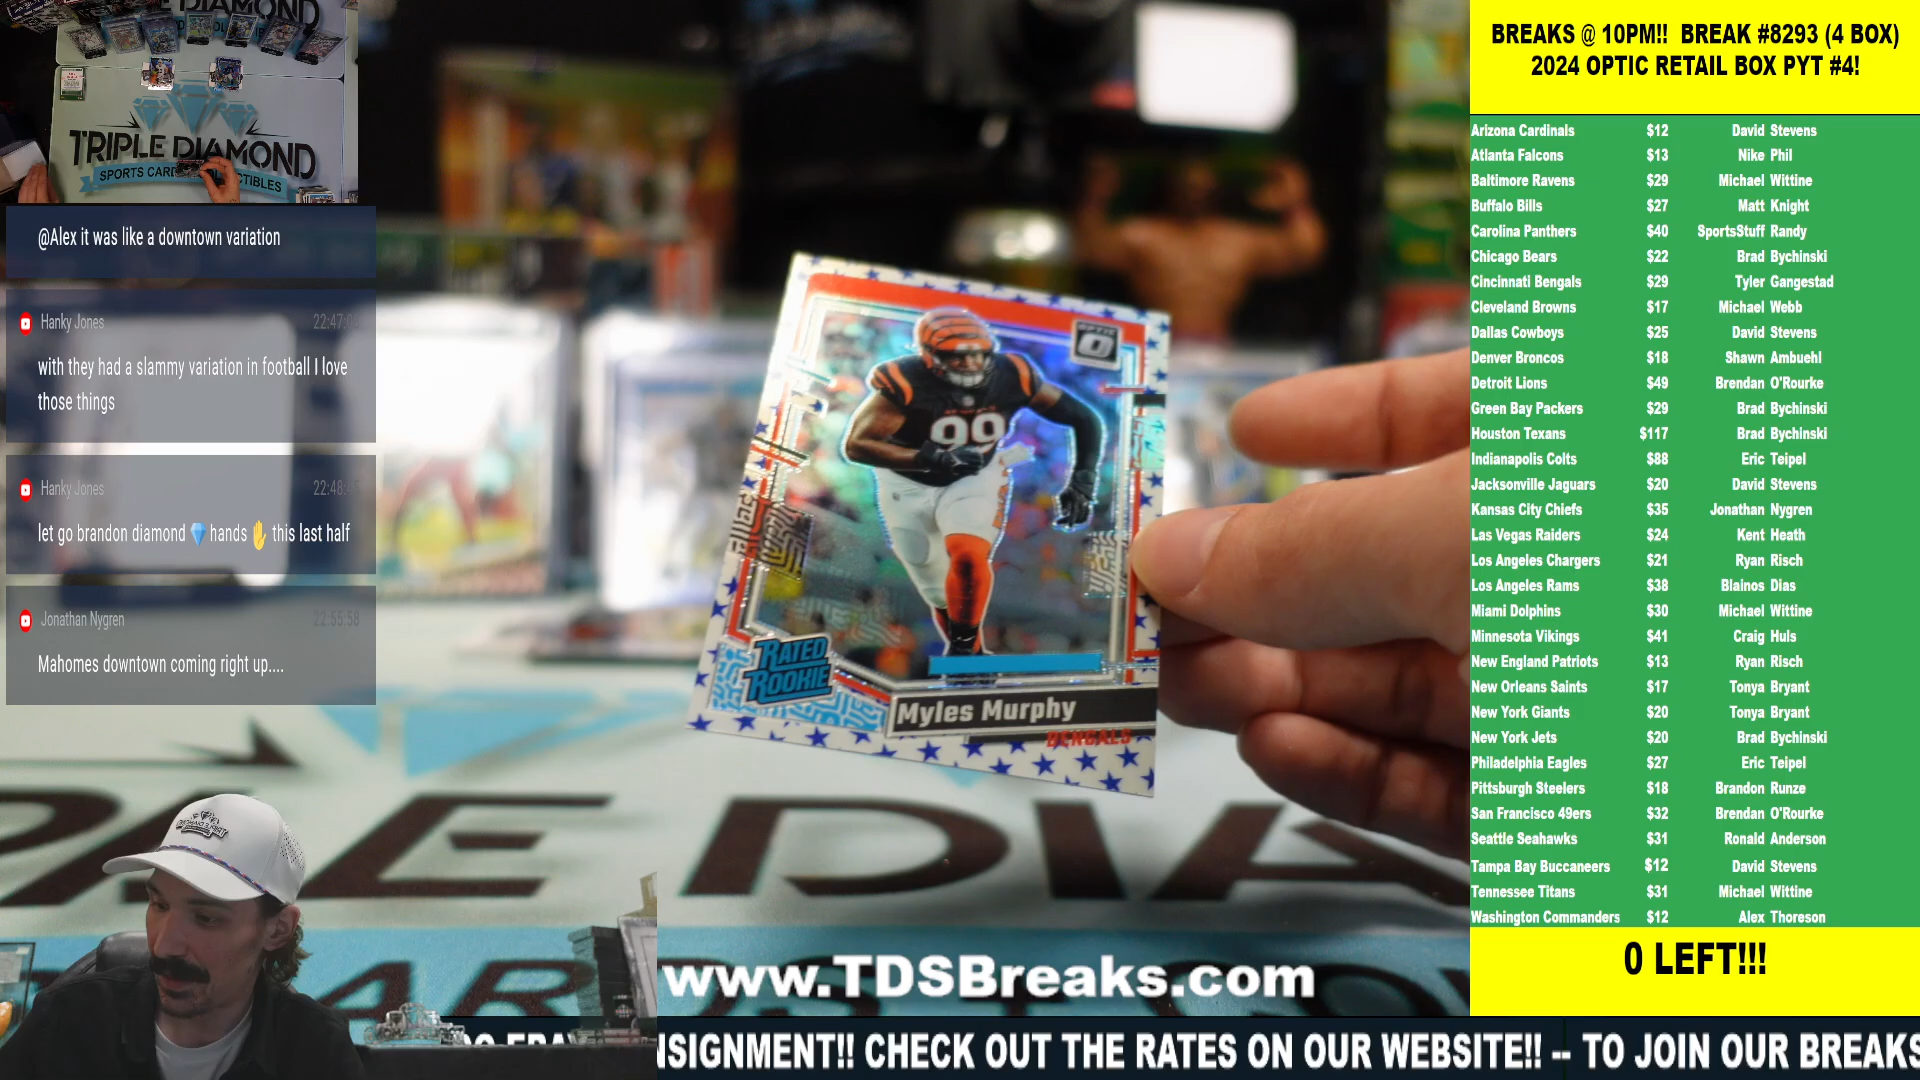 TRIPLE DIAMOND
@Alex it was like a downtown variation
Hanky Jones
with they had a slammy variation in football I love
those things
Hanky Jones
let go brandon diamond 💎 hands ✋ this last half
Jonathan Nygren 22:55:58
Mahomes downtown coming right up....
OPTIC
99
RATED
ROOKIE
Myles Murphy
BENGALS
www.TDSBreaks.com
NSIGNMENT!! CHECK OUT THE RATES ON OUR WEBSITE!! -- TO JOIN OUR BREAKS
BREAKS @ 10PM!! BREAK #8293 (4 BOX)
2024 OPTIC RETAIL BOX PYT #4!
Arizona Cardinals $12 David Stevens
Atlanta Falcons $13 Nike Phil
Baltimore Ravens $29 Michael Wittine
Buffalo Bills $27 Matt Knight
Carolina Panthers $40 SportsStuff Randy
Chicago Bears $22 Brad Bychinski
Cincinnati Bengals $29 Tyler Gangestad
Cleveland Browns $17 Michael Webb
Dallas Cowboys $25 David Stevens
Denver Broncos $18 Shawn Ambuehl
Detroit Lions $49 Brendan O'Rourke
Green Bay Packers $29 Brad Bychinski
Houston Texans $117 Brad Bychinski
Indianapolis Colts $88 Eric Teipel
Jacksonville Jaguars $20 David Stevens
Kansas City Chiefs $35 Jonathan Nygren
Las Vegas Raiders $24 Kent Heath
Los Angeles Chargers $21 Ryan Risch
Los Angeles Rams $38 Blainos Dias
Miami Dolphins $30 Michael Wittine
Minnesota Vikings $41 Craig Huls
New England Patriots $13 Ryan Risch
New Orleans Saints $17 Tonya Bryant
New York Giants $20 Tonya Bryant
New York Jets $20 Brad Bychinski
Philadelphia Eagles $27 Eric Teipel
Pittsburgh Steelers $18 Brandon Runze
San Francisco 49ers $32 Brendan O'Rourke
Seattle Seahawks $31 Ronald Anderson
Tampa Bay Buccaneers $12 David Stevens
Tennessee Titans $31 Michael Wittine
Washington Commanders $12 Alex Thoreson
0 LEFT!!!